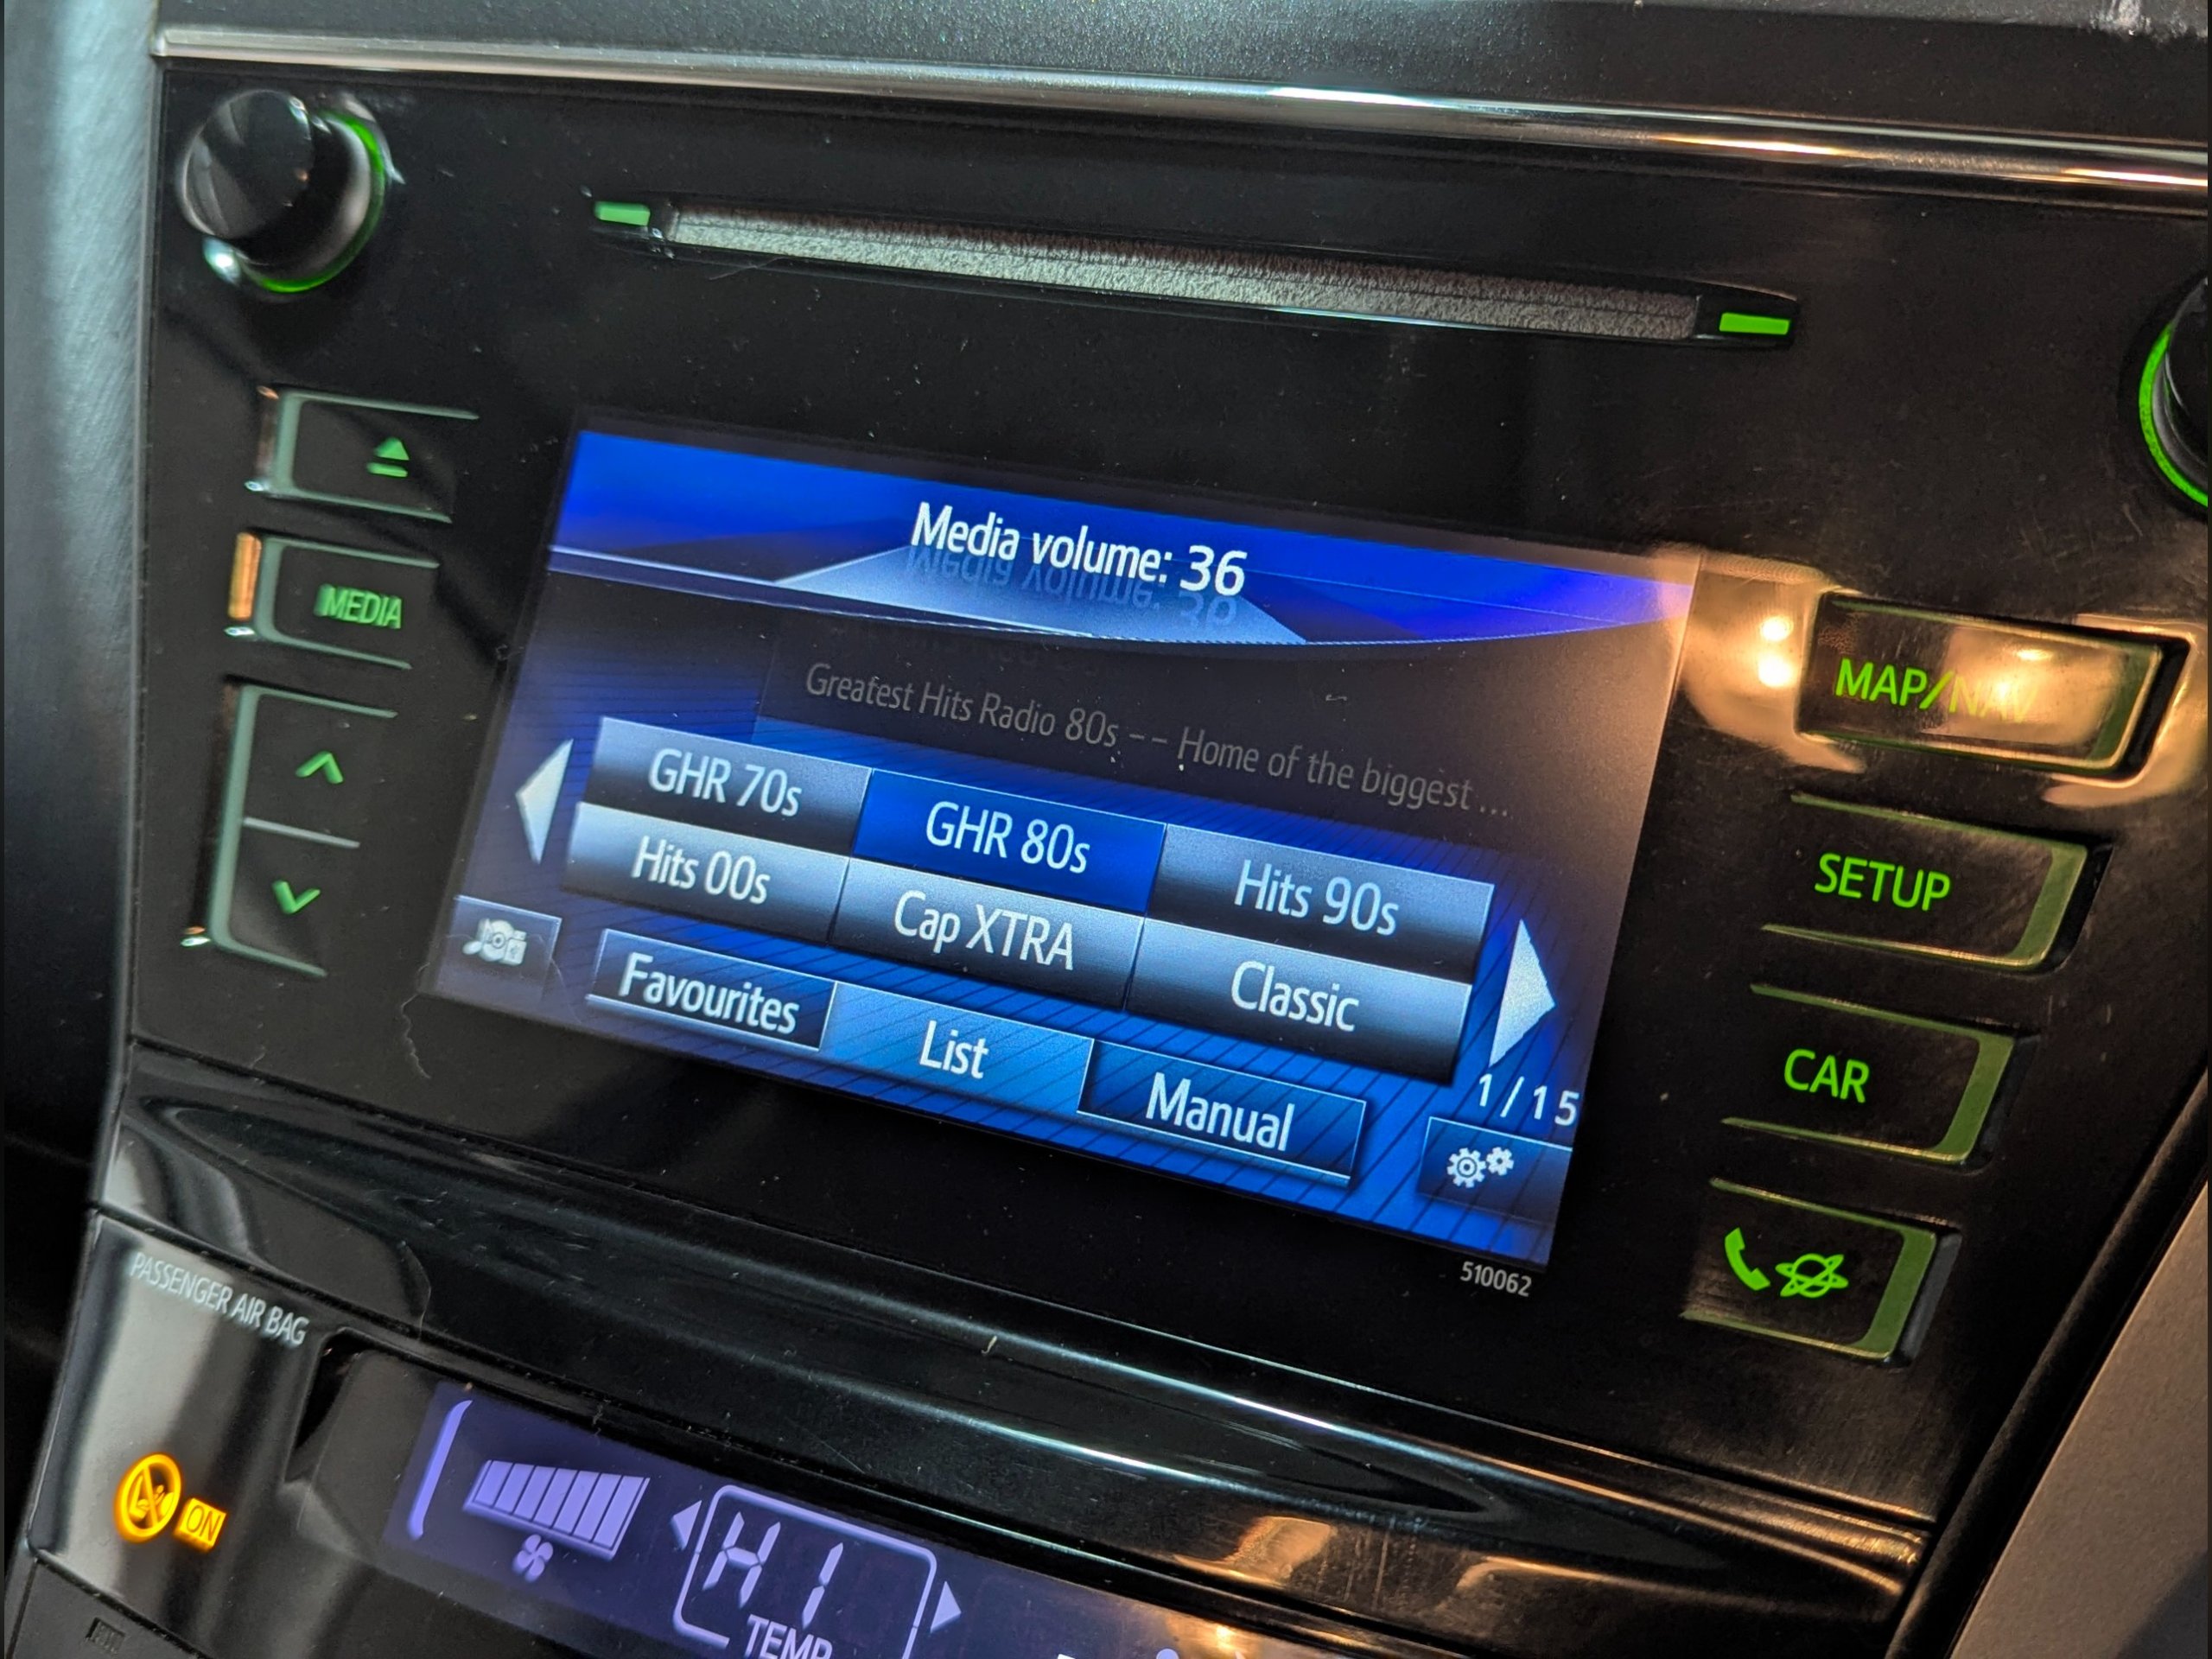 Media volume: 36
MEDIA
Greatest Hits Radio 80s -- Home of the biggest ...
GHR 70s
GHR 80s
Hits 90s
Hits 00s
Cap XTRA
Classic
Favourites
List
Manual
1/15
MAP/NAV
SETUP
CAR
510062
PASSENGER AIR BAG
ON
HI
TEMP